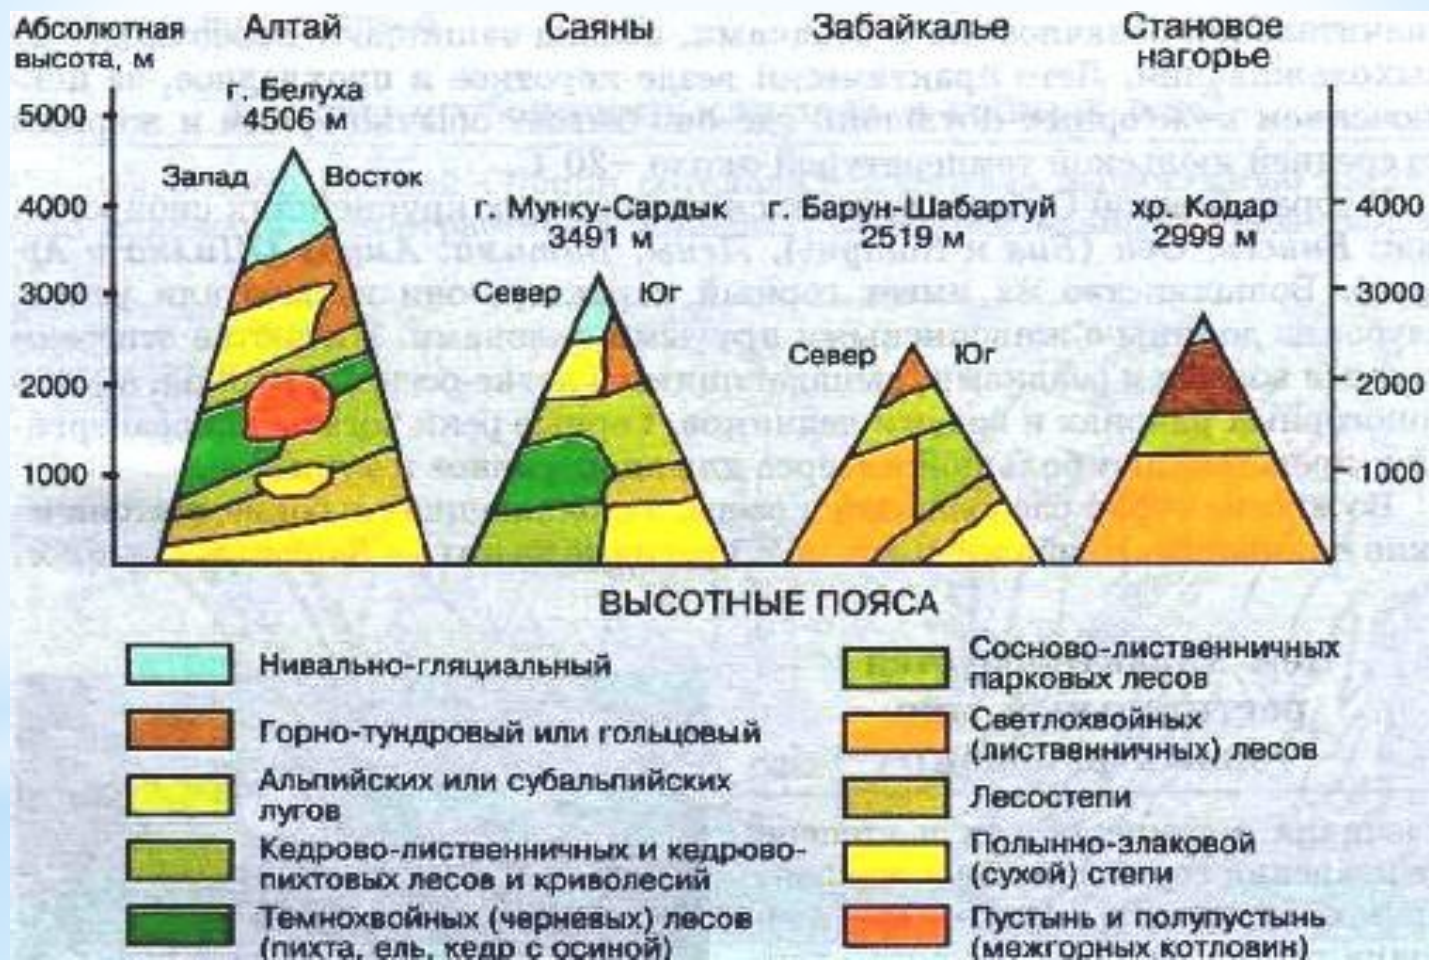 Абсолютная
высота, м
Алтай
Саяны
Забайкалье
Становое
нагорье
г. Белуха
4506 м
Запад
Восток
г. Мунку-Сардык
3491 м
Север
Юг
г. Барун-Шабартуй
2519 м
Север
Юг
хр. Кодар
2999 м
5000
4000
3000
2000
1000
4000
3000
2000
1000
ВЫСОТНЫЕ ПОЯСА
Нивально-гляциальный
Горно-тундровый или гольцовый
Альпийских или субальпийских
лугов
Кедрово-лиственничных и кедрово-
пихтовых лесов и криволесий
Темнохвойных (черневых) лесов
(пихта, ель, кедр с осиной)
Сосново-лиственничных
парковых лесов
Светлохвойных
(лиственничных) лесов
Лесостепи
Полынно-злаковой
(сухой) степи
Пустынь и полупустынь
(межгорных котловин)